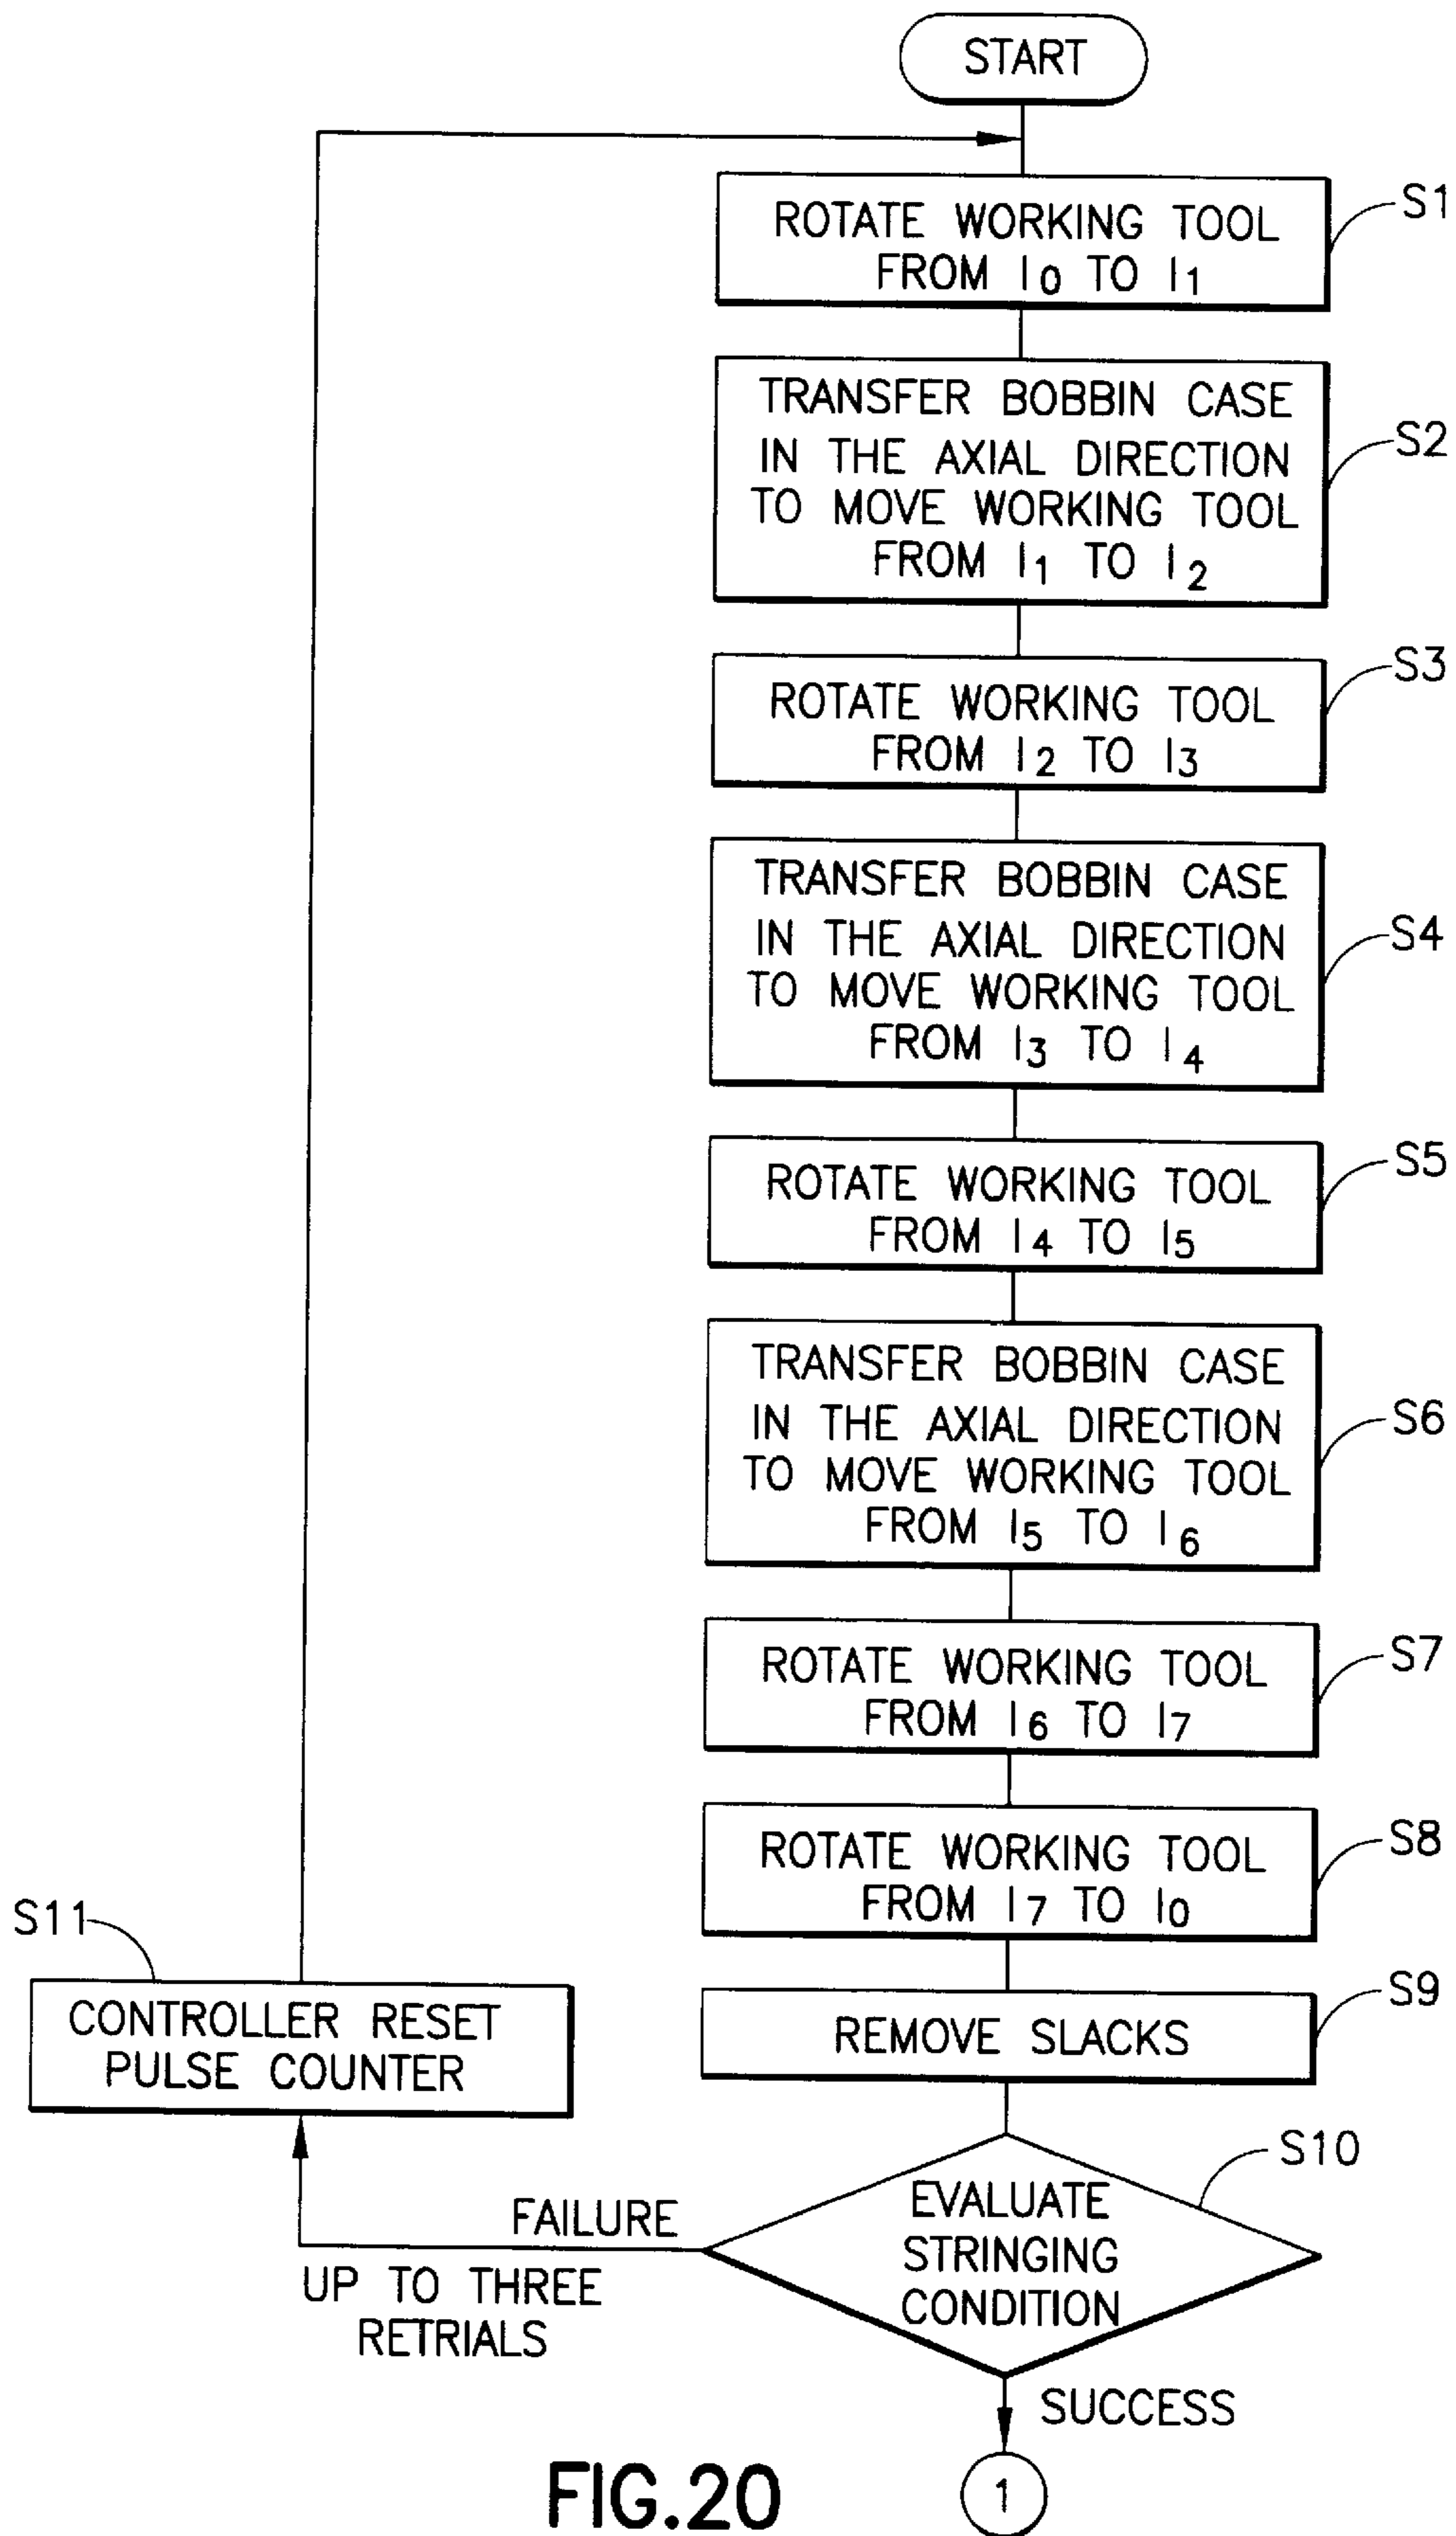 START
ROTATE WORKING TOOL
FROM I0 TO I1
S1
TRANSFER BOBBIN CASE
IN THE AXIAL DIRECTION
TO MOVE WORKING TOOL
FROM I1 TO I2
S2
ROTATE WORKING TOOL
FROM I2 TO I3
S3
TRANSFER BOBBIN CASE
IN THE AXIAL DIRECTION
TO MOVE WORKING TOOL
FROM I3 TO I4
S4
ROTATE WORKING TOOL
FROM I4 TO I5
S5
TRANSFER BOBBIN CASE
IN THE AXIAL DIRECTION
TO MOVE WORKING TOOL
FROM I5 TO I6
S6
ROTATE WORKING TOOL
FROM I6 TO I7
S7
ROTATE WORKING TOOL
FROM I7 TO I0
S8
REMOVE SLACKS
S9
EVALUATE
STRINGING
CONDITION
S10
FAILURE
UP TO THREE
RETRIALS
S11
CONTROLLER RESET
PULSE COUNTER
SUCCESS
1
FIG.20